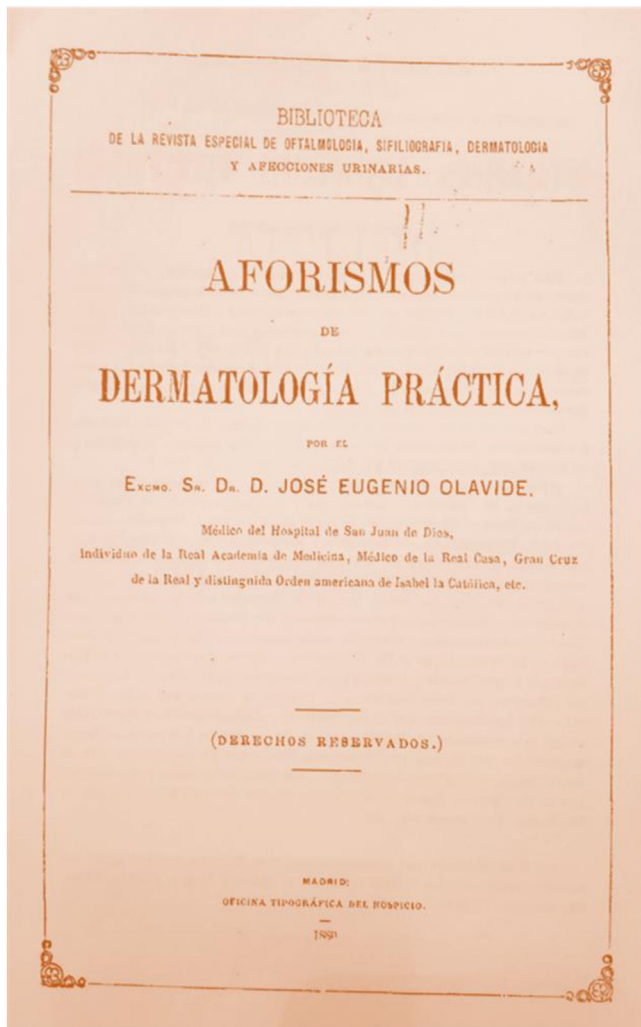 BIBLIOTECA
DE LA REVISTA ESPECIAL DE OFTALMOLOGIA, SIFILIOGRAFIA, DERMATOLOGIA
Y AFECCIONES URINARIAS.
AFORISMOS
DE
DERMATOLOGÍA PRÁCTICA,
POR EL
EXCMO. SR. DR. D. JOSÉ EUGENIO OLAVIDE,
Médico del Hospital de San Juan de Dios,
individuo de la Real Academia de Medicina, Médico de la Real Casa, Gran Cruz
de la Real y distinguida Orden americana de Isabel la Católica, etc.
(DERECHOS RESERVADOS.)
MADRID:
OFICINA TIPOGRÁFICA DEL HOSPICIO.
1880